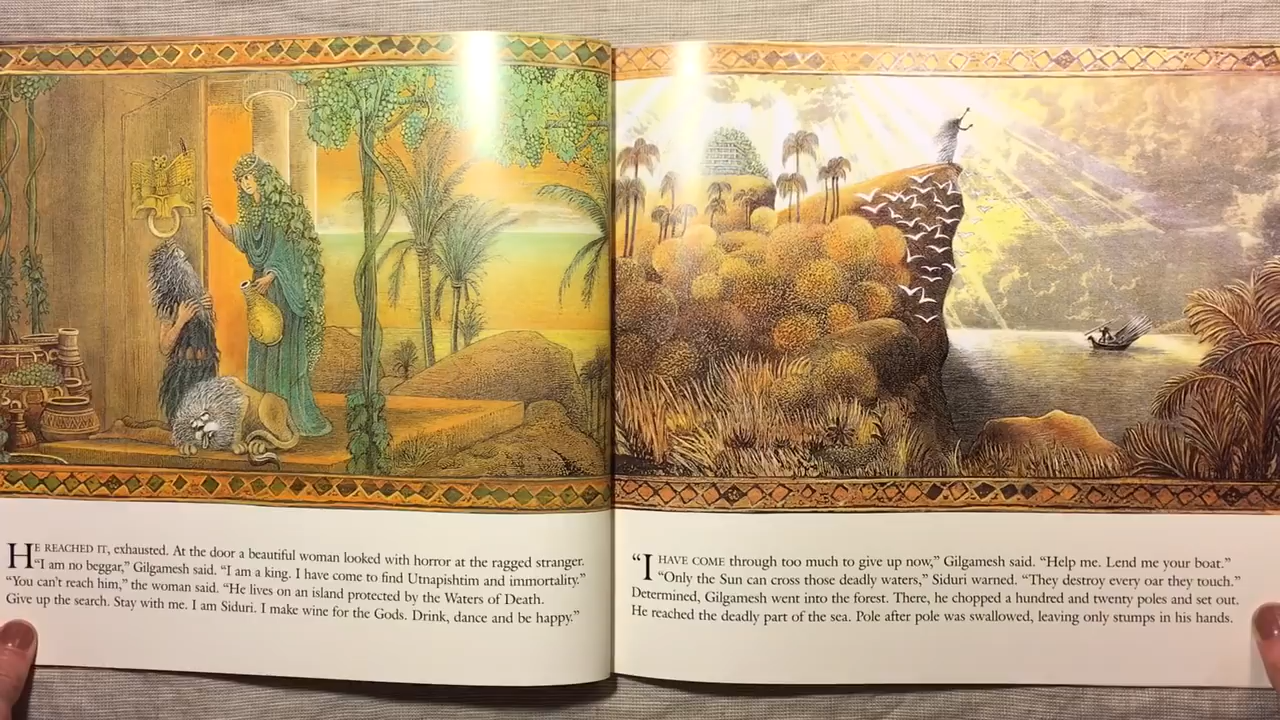 HE REACHED IT, exhausted. At the door a beautiful woman looked with horror at the ragged stranger.
“I am no beggar,” Gilgamesh said. “I am a king. I have come to find Utnapishtim and immortality.”
“You can’t reach him,” the woman said. “He lives on an island protected by the Waters of Death.
Give up the search. Stay with me. I am Siduri. I make wine for the Gods. Drink, dance and be happy.”
“I HAVE COME through too much to give up now,” Gilgamesh said. “Help me. Lend me your boat.”
“Only the Sun can cross those deadly waters,” Siduri warned. “They destroy every oar they touch.”
Determined, Gilgamesh went into the forest. There, he chopped a hundred and twenty poles and set out.
He reached the deadly part of the sea. Pole after pole was swallowed, leaving only stumps in his hands.